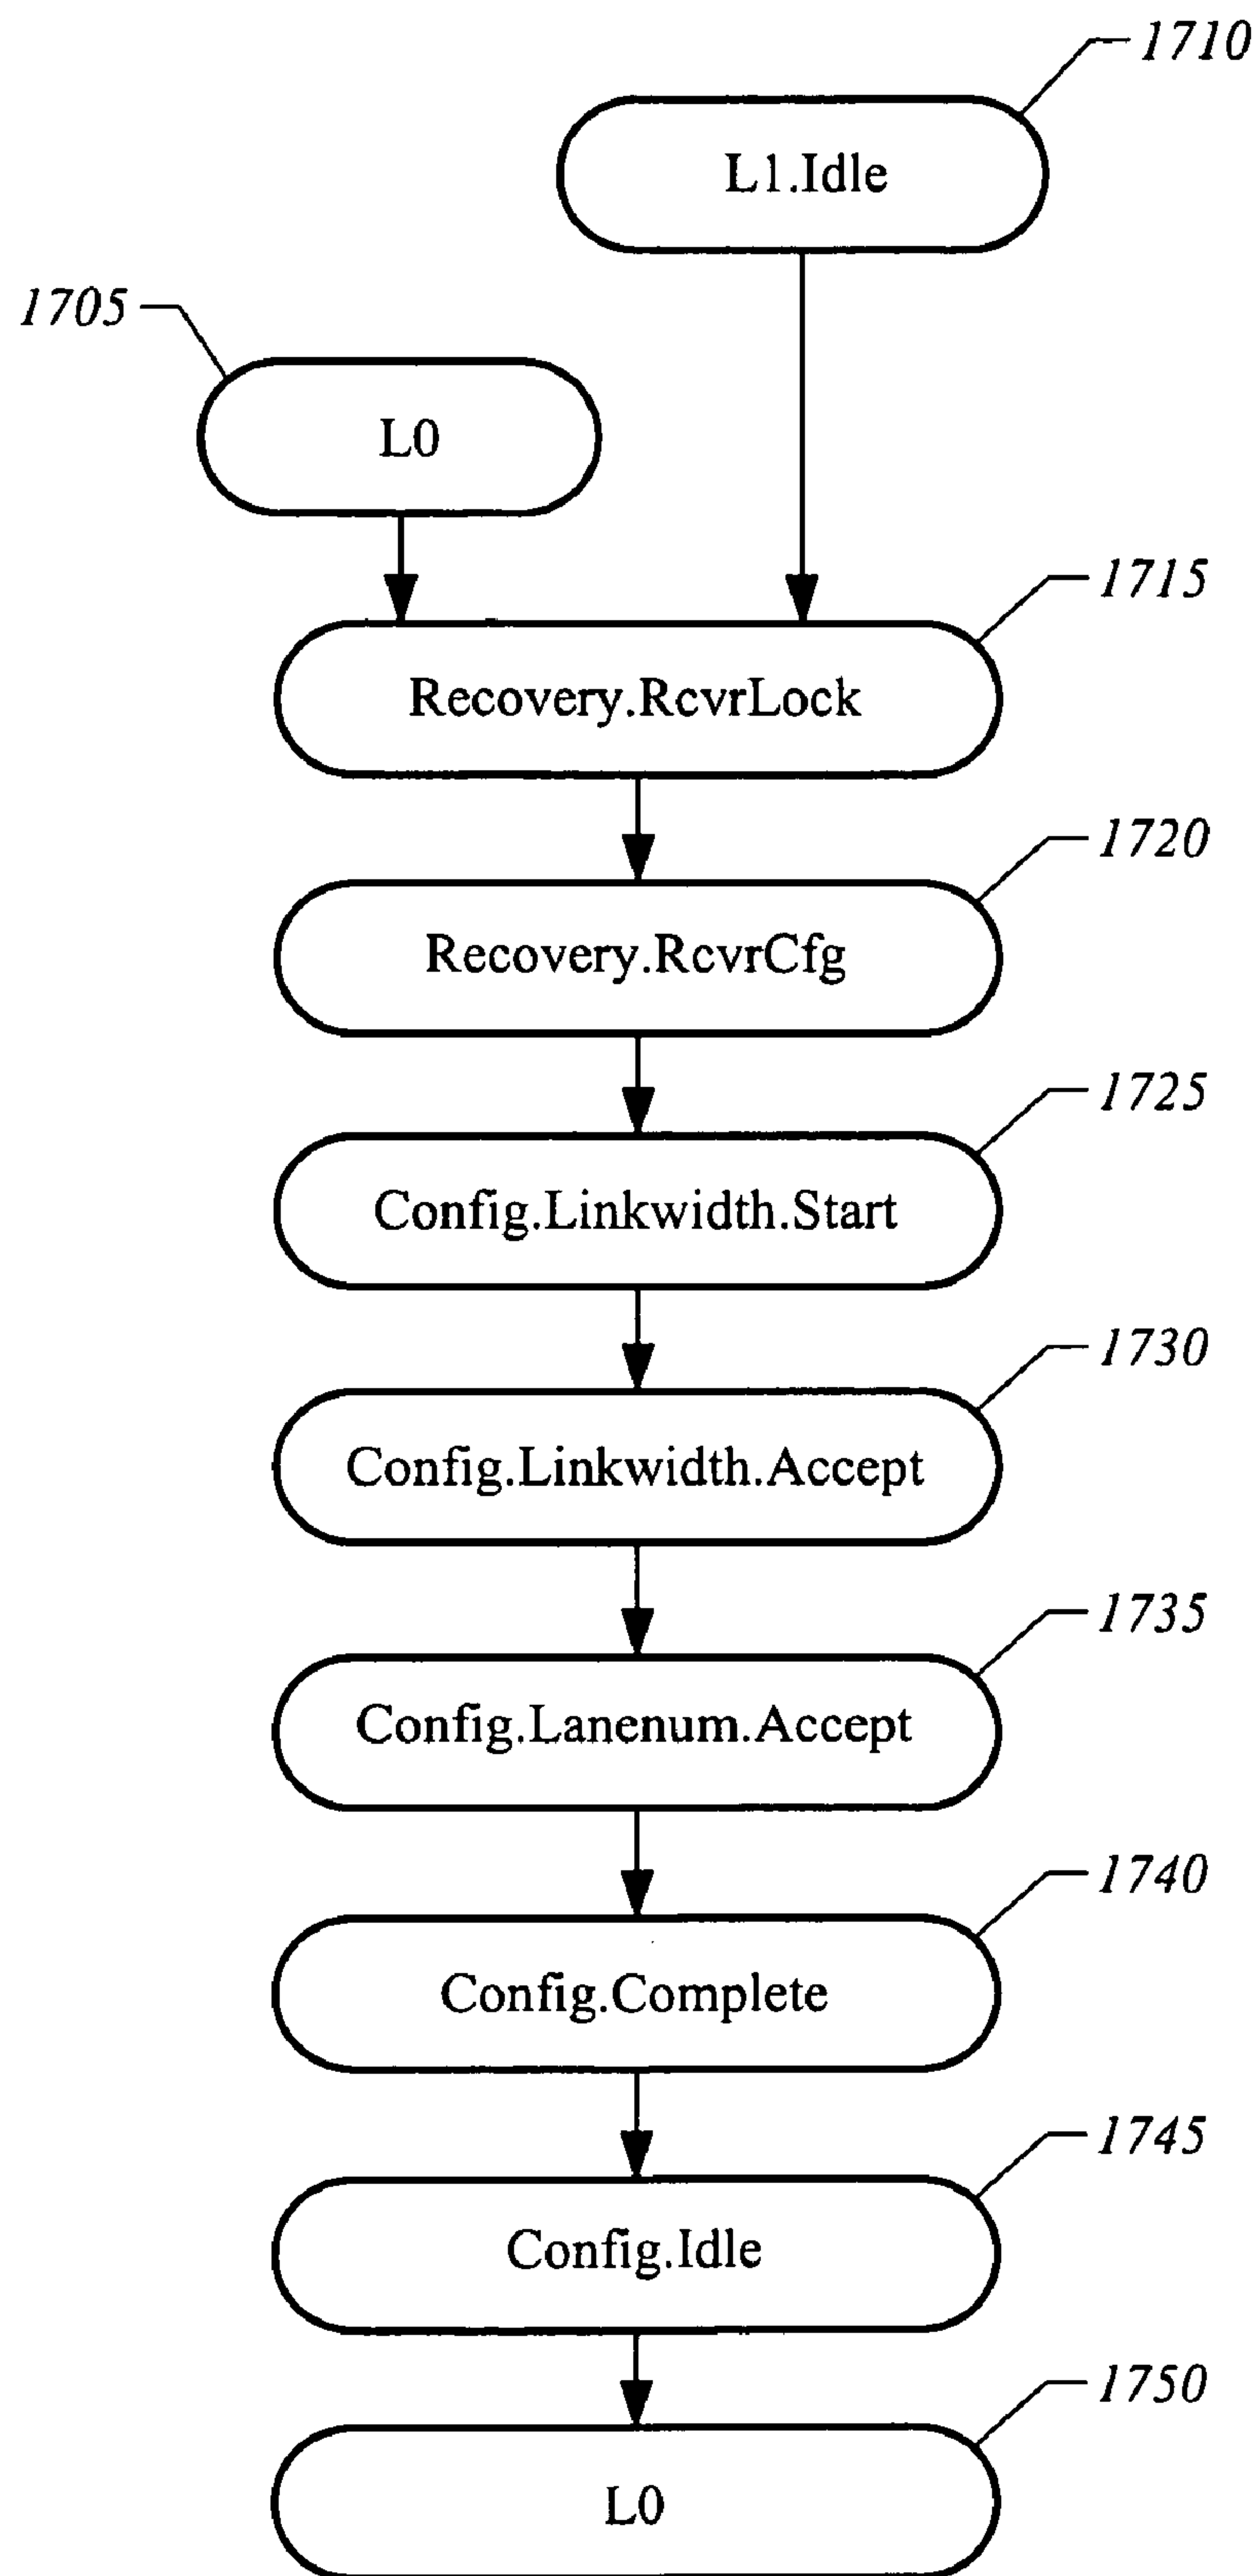 1710
L1.Idle
1705
L0
1715
Recovery.RcvrLock
1720
Recovery.RcvrCfg
1725
Config.Linkwidth.Start
1730
Config.Linkwidth.Accept
1735
Config.Lanenum.Accept
1740
Config.Complete
1745
Config.Idle
1750
L0